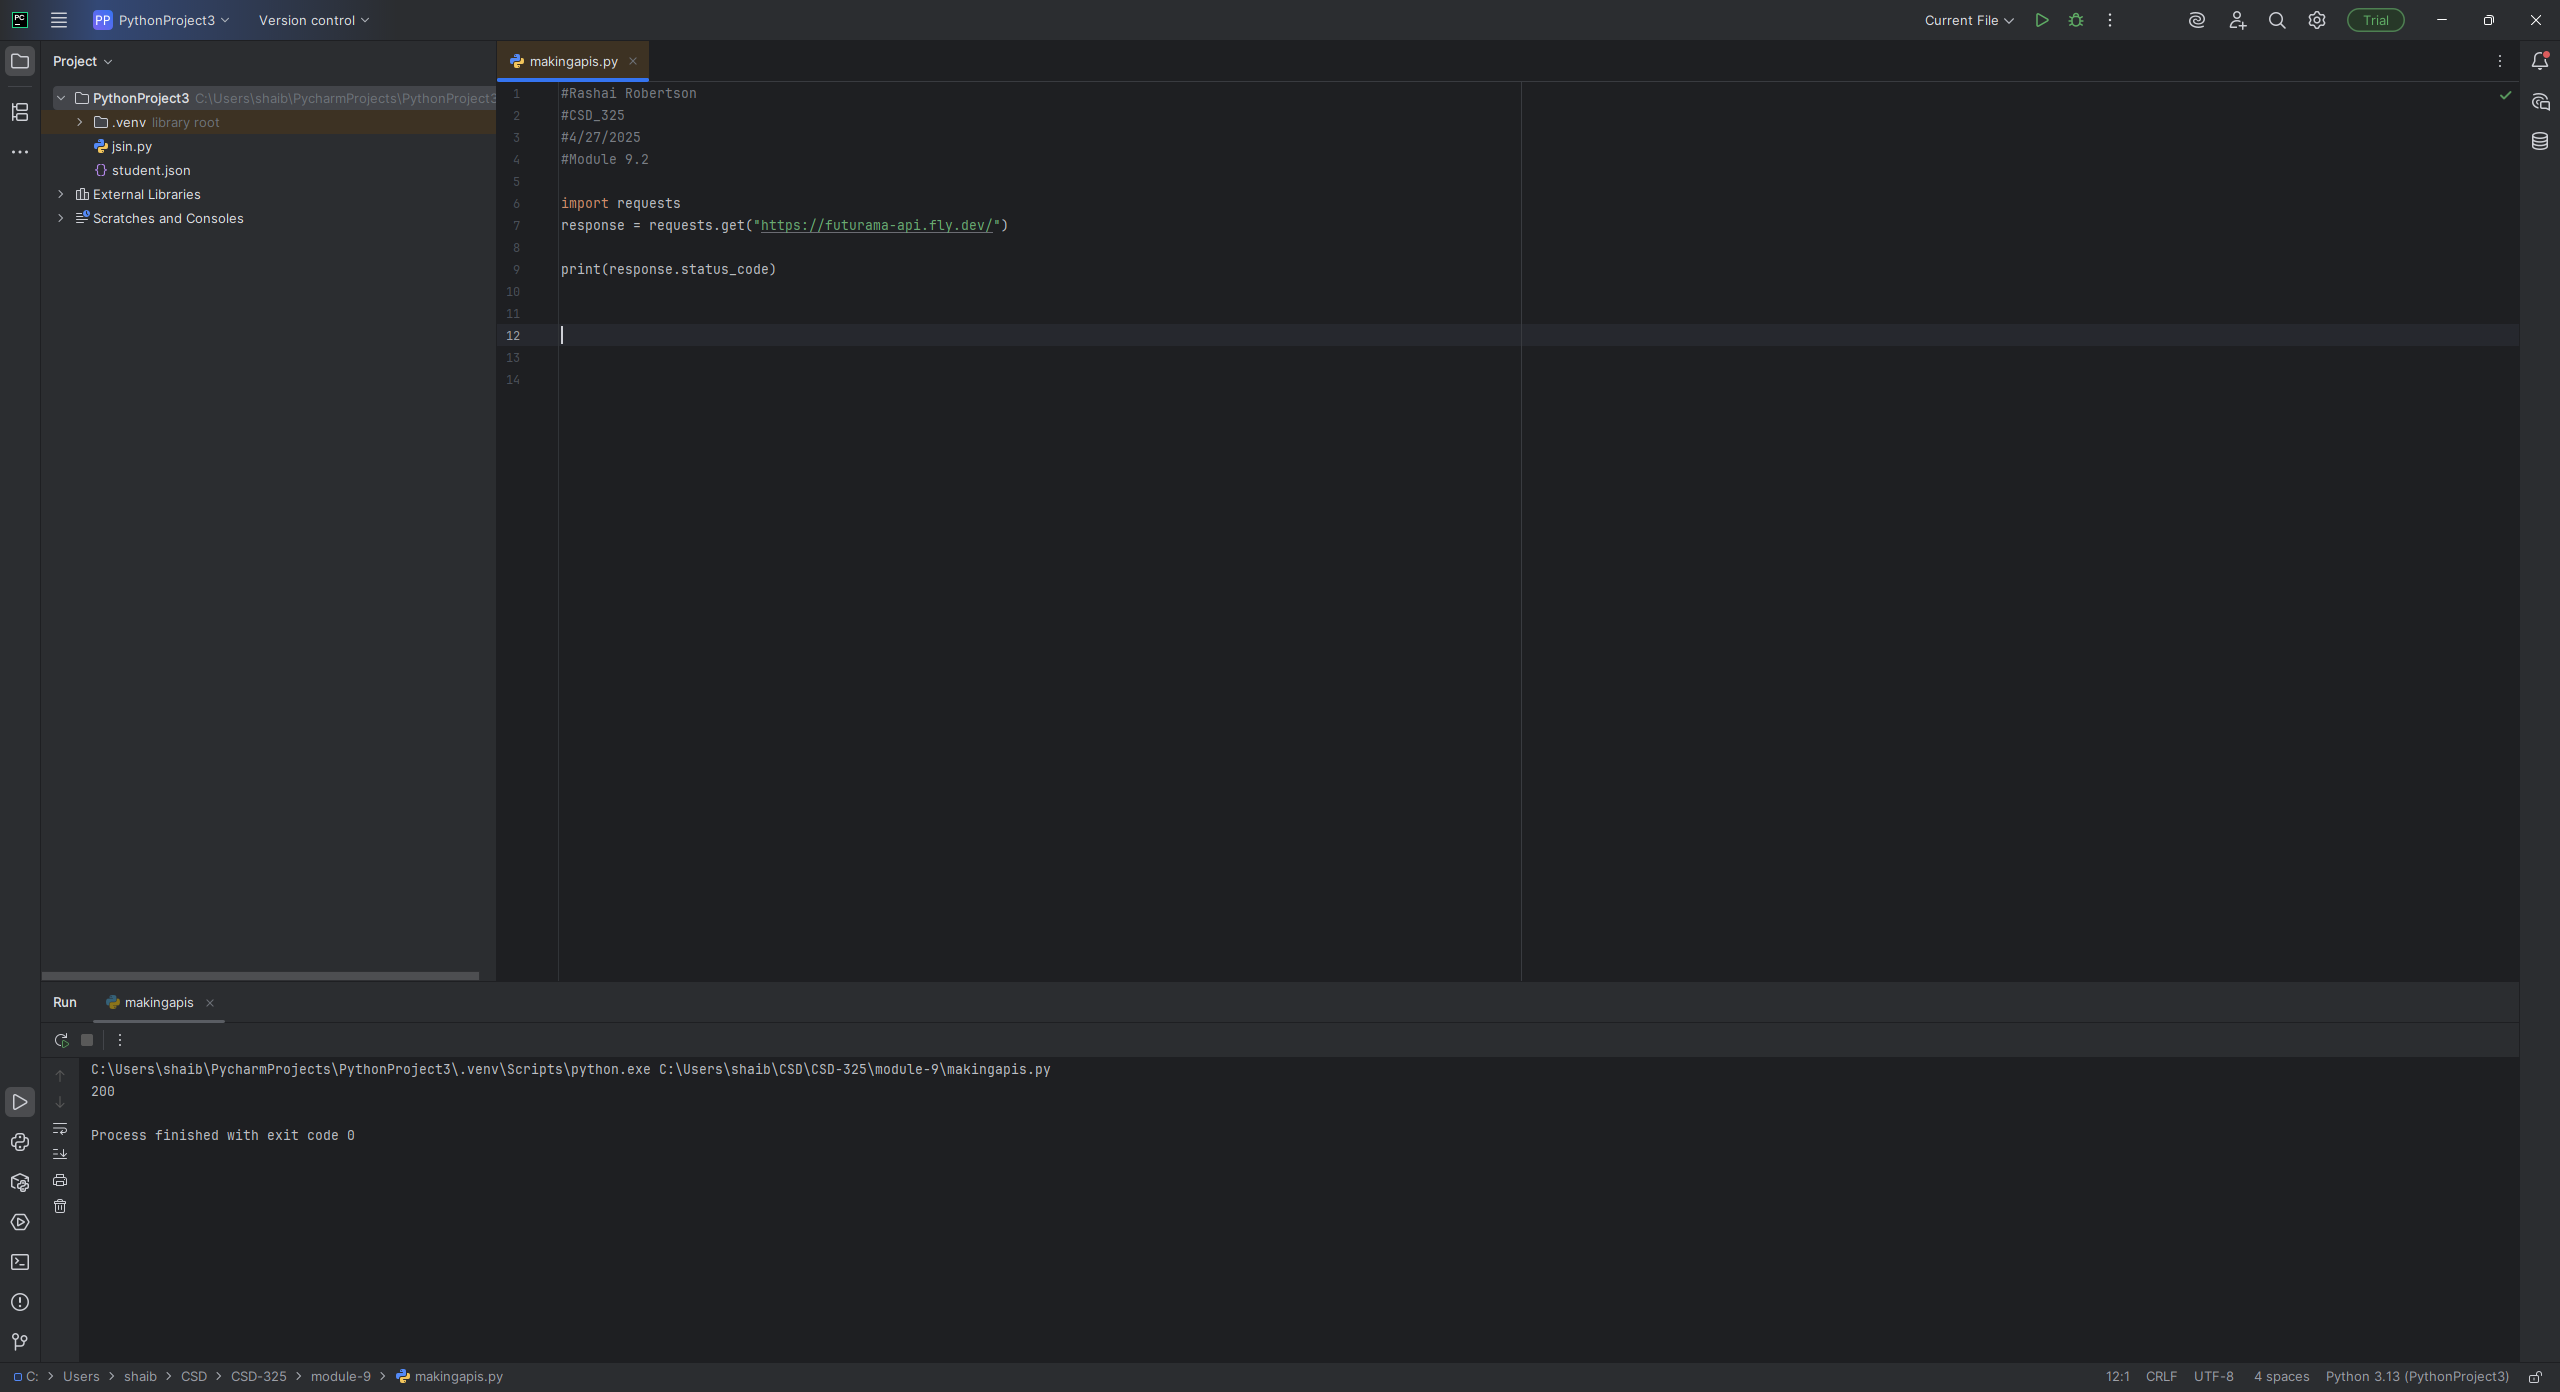 PC PP PythonProject3 Version control Current File Trial
Project
PythonProject3 C:\Users\shaib\PycharmProjects\PythonProject3
.venv library root
jsin.py
student.json
External Libraries
Scratches and Consoles
makingapis.py
1 #Rashai Robertson
2 #CSD_325
3 #4/27/2025
4 #Module 9.2
5
6 import requests
7 response = requests.get("https://futurama-api.fly.dev/")
8
9 print(response.status_code)
10
11
12
13
14
Run makingapis
C:\Users\shaib\PycharmProjects\PythonProject3\.venv\Scripts\python.exe C:\Users\shaib\CSD\CSD-325\module-9\makingapis.py
200
Process finished with exit code 0
C: > Users > shaib > CSD > CSD-325 > module-9 > makingapis.py 12:1 CRLF UTF-8 4 spaces Python 3.13 (PythonProject3)